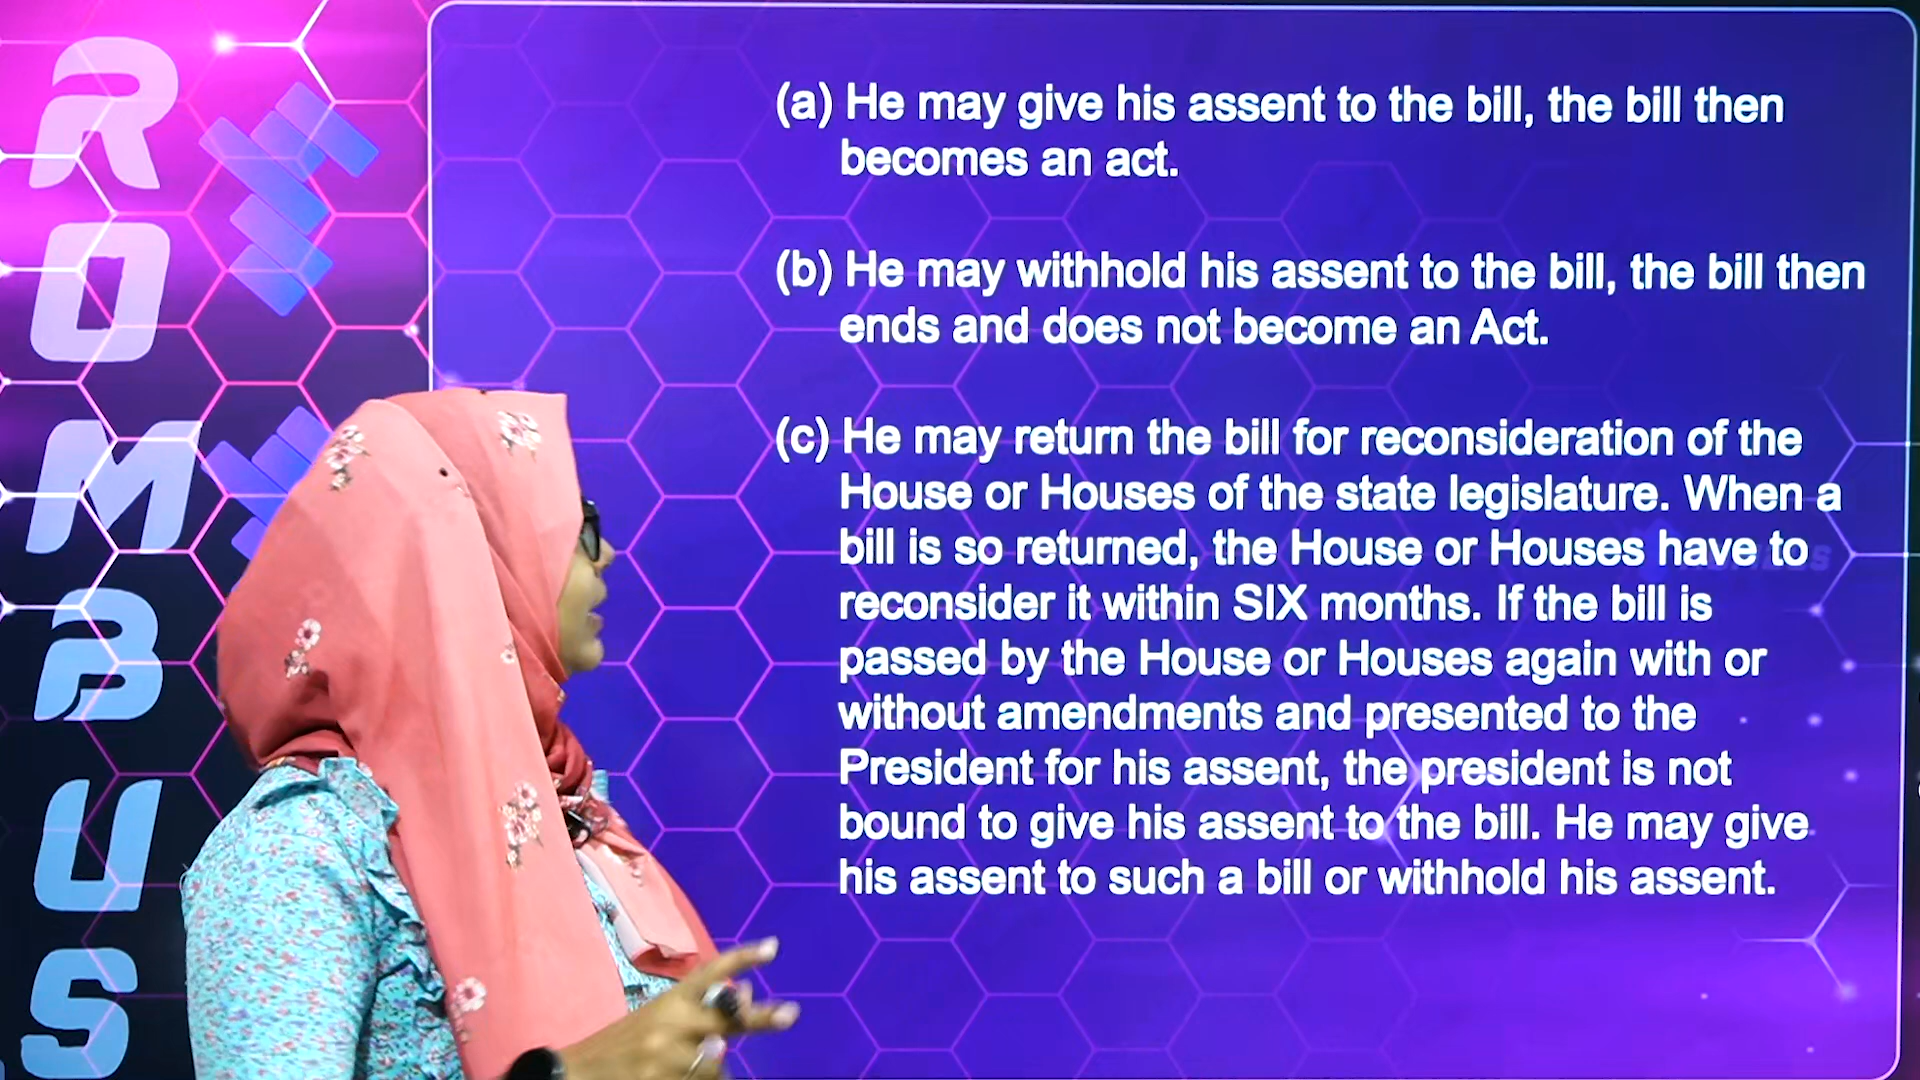 ROMBUS
(a) He may give his assent to the bill, the bill then
becomes an act.
(b) He may withhold his assent to the bill, the bill then
ends and does not become an Act.
(c) He may return the bill for reconsideration of the
House or Houses of the state legislature. When a
bill is so returned, the House or Houses have to
reconsider it within SIX months. If the bill is
passed by the House or Houses again with or
without amendments and presented to the
President for his assent, the president is not
bound to give his assent to the bill. He may give
his assent to such a bill or withhold his assent.